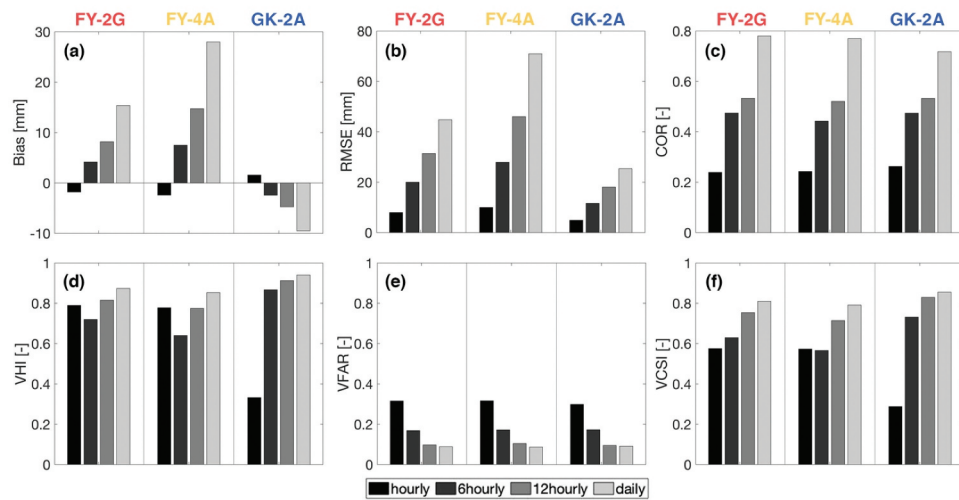 FY-2G FY-4A GK-2A FY-2G FY-4A GK-2A FY-2G FY-4A GK-2A
(a)
Bias [mm]
30
20
10
0
-10
(b)
RMSE [mm]
80
60
40
20
0
(c)
COR [-]
0.8
0.6
0.4
0.2
0
(d)
VHI [-]
1
0.8
0.6
0.4
0.2
0
(e)
VFAR [-]
1
0.8
0.6
0.4
0.2
0
(f)
VCSI [-]
1
0.8
0.6
0.4
0.2
0
hourly 6hourly 12hourly daily